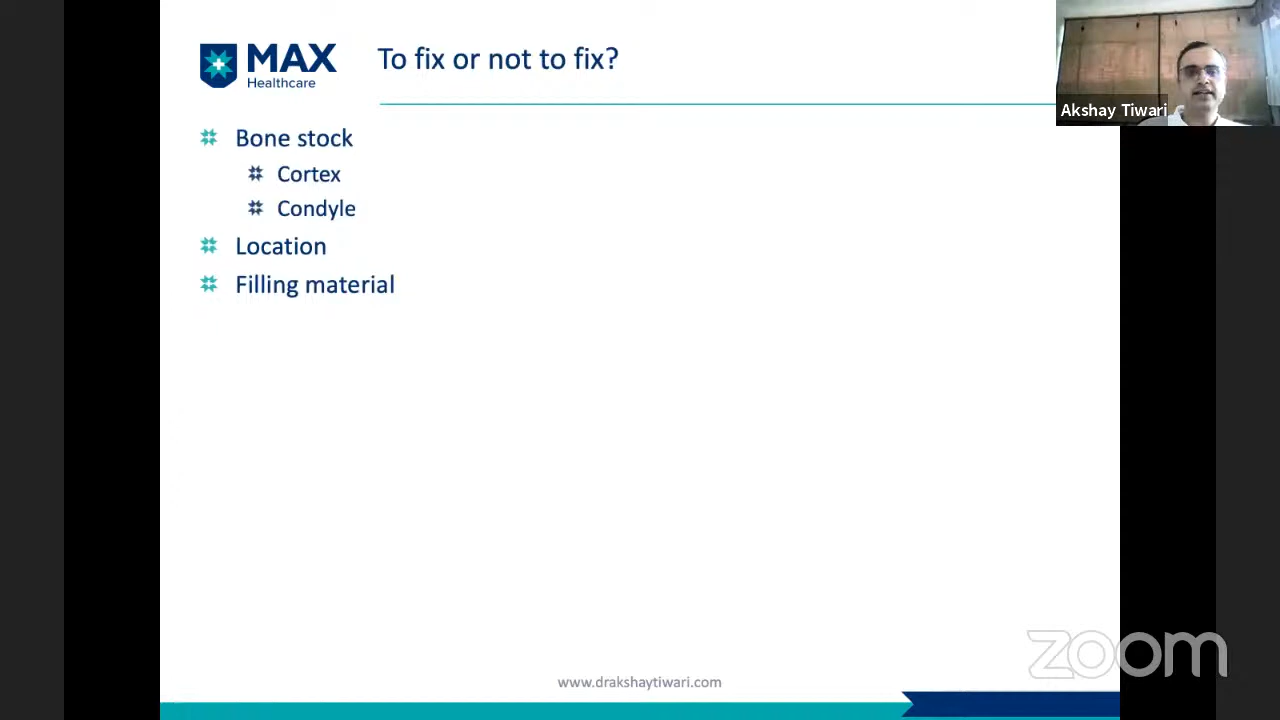 MAX
Healthcare
To fix or not to fix?
Akshay Tiwari
Bone stock
Cortex
Condyle
Location
Filling material
www.drakshaytiwari.com
zoom